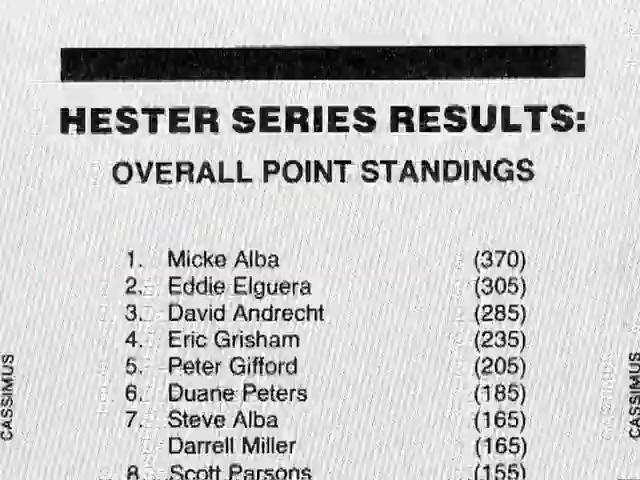 HESTER SERIES RESULTS:
OVERALL POINT STANDINGS
1. Micke Alba (370)
2. Eddie Elguera (305)
3. David Andrecht (285)
4. Eric Grisham (235)
5. Peter Gifford (205)
6. Duane Peters (185)
7. Steve Alba (165)
Darrell Miller (165)
8. Scott Parsons (155)
CASSIMUS
CASSIMUS
CASSIMUS